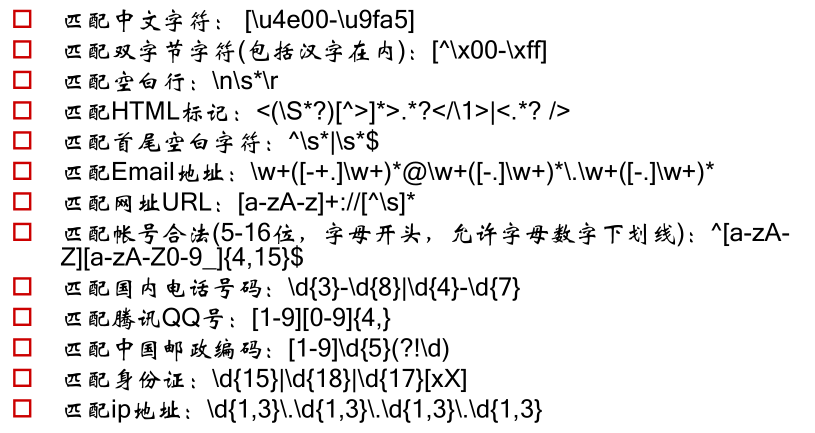 匹配中文字符： [\u4e00-\u9fa5]
匹配双字节字符(包括汉字在内)：[^\x00-\xff]
匹配空白行：\n\s*\r
匹配HTML标记：<(\S*?)[^>]*>.*?</\1>|<.*? />
匹配首尾空白字符：^\s*|\s*$
匹配Email地址：\w+([-+.]\w+)*@\w+([-.]\w+)*\.\w+([-.]\w+)*
匹配网址URL：[a-zA-z]+://[^\s]*
匹配帐号合法(5-16位，字母开头，允许字母数字下划线)：^[a-zA-
Z][a-zA-Z0-9_]{4,15}$
匹配国内电话号码：\d{3}-\d{8}|\d{4}-\d{7}
匹配腾讯QQ号：[1-9][0-9]{4,}
匹配中国邮政编码：[1-9]\d{5}(?!\d)
匹配身份证：\d{15}|\d{18}|\d{17}[xX]
匹配ip地址：\d{1,3}\.\d{1,3}\.\d{1,3}\.\d{1,3}